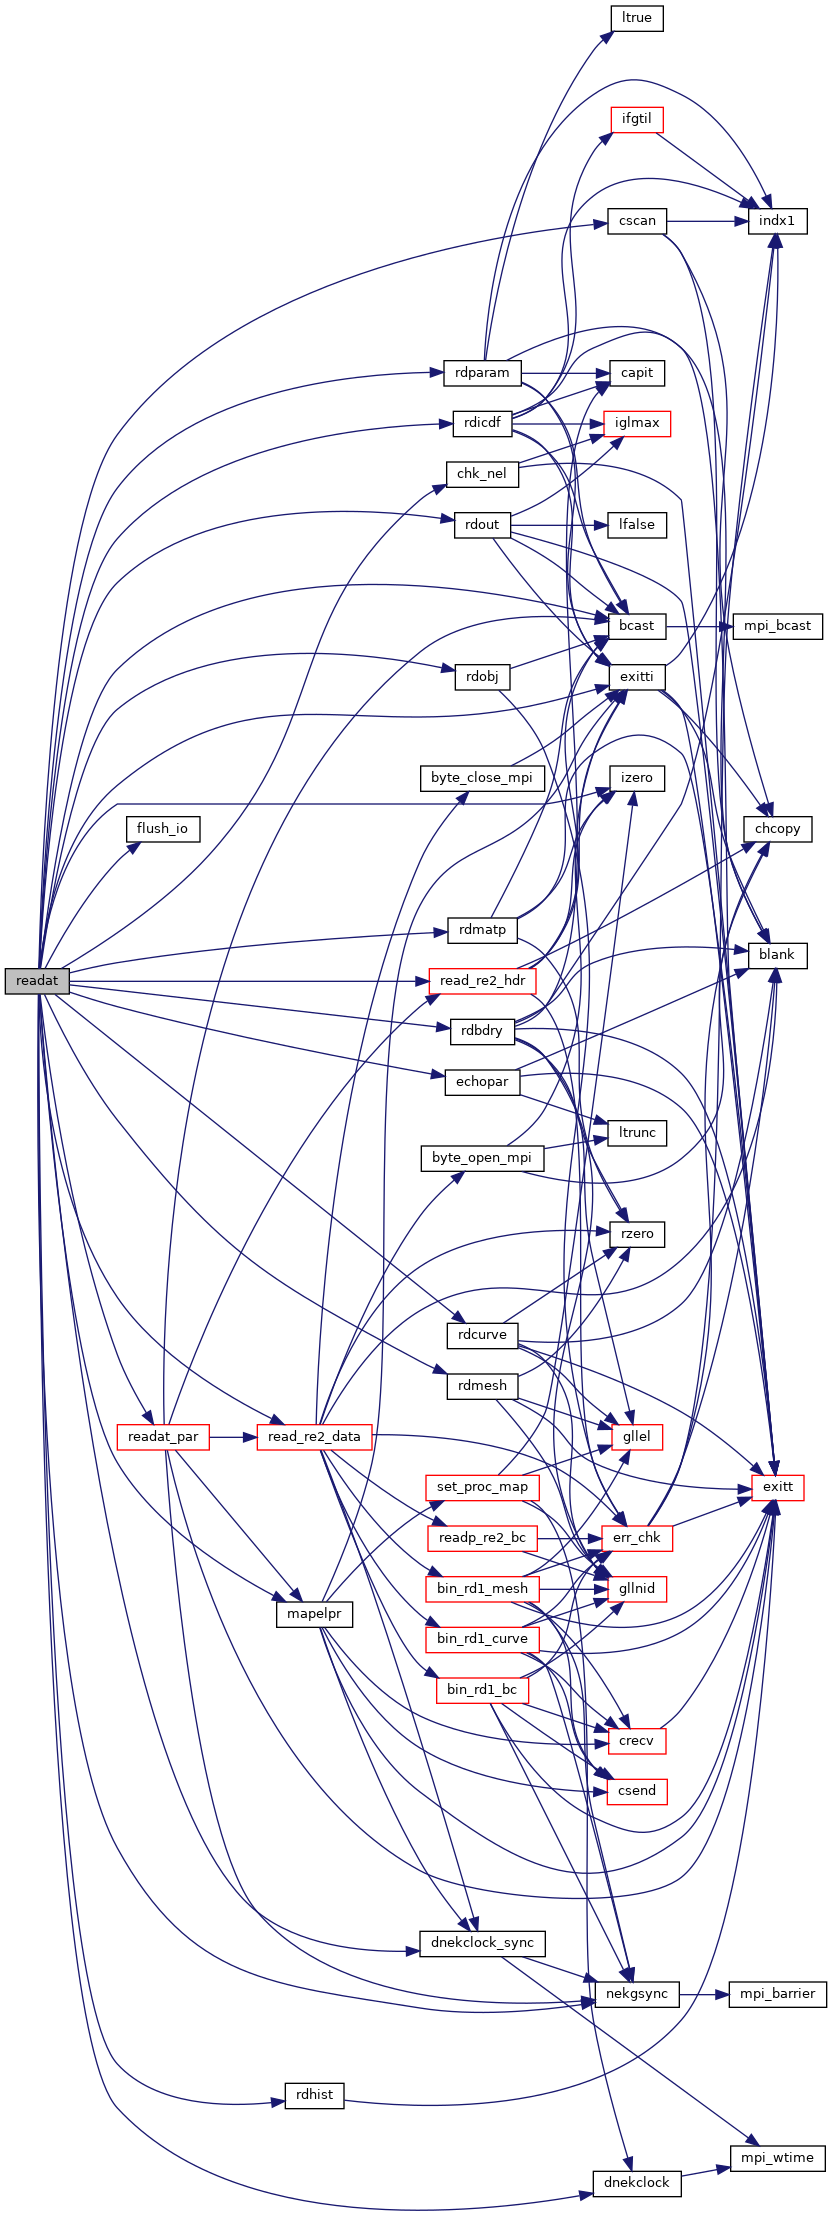 ltrue
ifgtil
cscan
indx1
rdparam
capit
rdicdf
iglmax
chk_nel
rdout
lfalse
bcast
mpi_bcast
rdobj
exitti
byte_close_mpi
izero
flush_io
chcopy
rdmatp
blank
readat
read_re2_hdr
rdbdry
echopar
ltrunc
byte_open_mpi
rzero
rdcurve
rdmesh
readat_par
read_re2_data
gllel
set_proc_map
exitt
readp_re2_bc
err_chk
bin_rd1_mesh
gllnid
mapelpr
bin_rd1_curve
bin_rd1_bc
crecv
csend
dnekclock_sync
nekgsync
mpi_barrier
rdhist
mpi_wtime
dnekclock